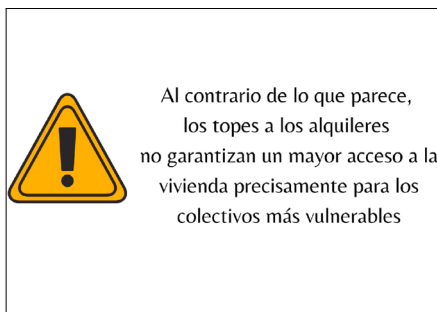 Al contrario de lo que parece,
los topes a los alquileres
no garantizan un mayor acceso a la
vivienda precisamente para los
colectivos más vulnerables